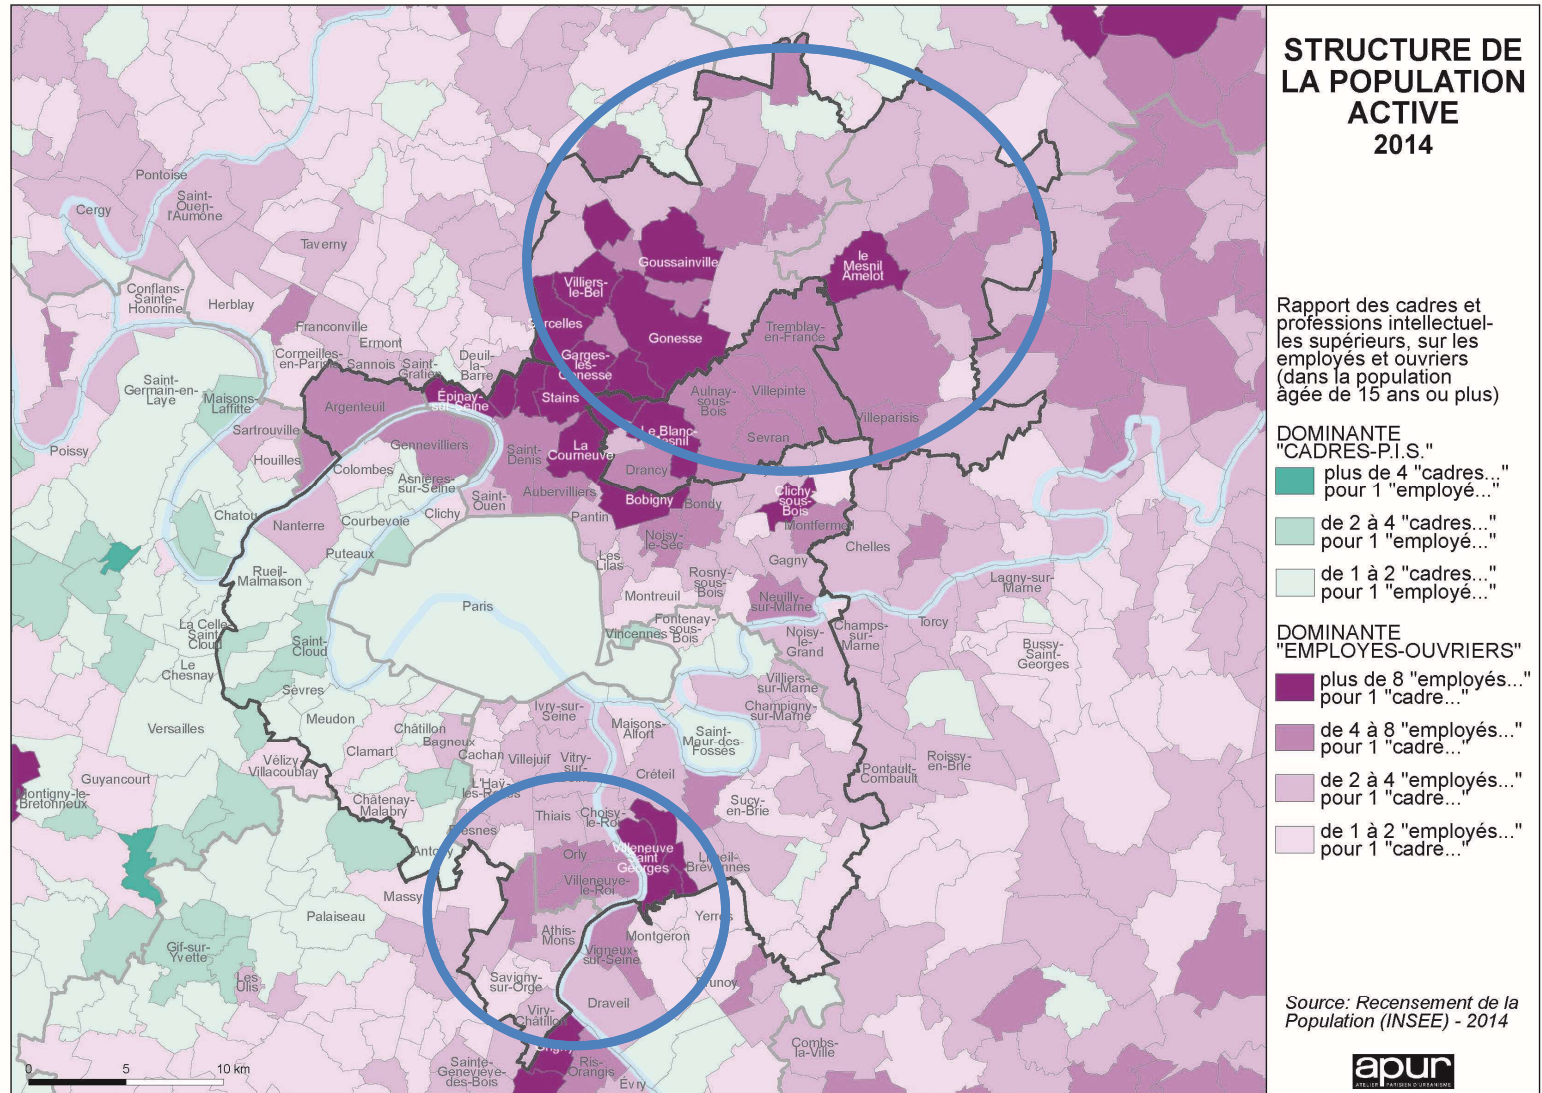 STRUCTURE DE
LA POPULATION
ACTIVE
2014
Rapport des cadres et
professions intellectuel-
les supérieurs, sur les
employés et ouvriers
(dans la population
âgée de 15 ans ou plus)
DOMINANTE
"CADRES-P.I.S."
plus de 4 "cadres..."
pour 1 "employé..."
de 2 à 4 "cadres..."
pour 1 "employé..."
de 1 à 2 "cadres..."
pour 1 "employé..."
DOMINANTE
"EMPLOYES-OUVRIERS"
plus de 8 "employés..."
pour 1 "cadre..."
de 4 à 8 "employés..."
pour 1 "cadre..."
de 2 à 4 "employés..."
pour 1 "cadre..."
de 1 à 2 "employés..."
pour 1 "cadre..."
Source: Recensement de la
Population (INSEE) - 2014
apur
ATELIER PARISIEN D'URBANISME
0 5 10 km
Pontoise
Cergy
Saint-
Ouen-
l'Aumône
Taverny
Conflans-
Sainte-
Honorine
Herblay
Franconville
Ermont
Cormeilles-
en-Parisis
Sannois
Saint-
Gratien
Deuil-
la-
Barre
Goussainville
le
Mesnil
Amelot
Villiers-
le-Bel
Sarcelles
Gonesse
Tremblay-
en-France
Garges-
les-
Gonesse
Saint-
Germain-en-
Laye
Maisons-
Laffitte
Argenteuil
Épinay-
sur-Seine
Stains
Aulnay-
sous-
Bois
Villepinte
Villeparisis
Poissy
Sartrouville
Houilles
Gennevilliers
Saint-
Denis
La
Courneuve
Le Blanc-
Mesnil
Sevran
Colombes
Asnières-
sur-Seine
Drancy
Chatou
Nanterre
Courbevoie
Clichy
Saint-
Ouen
Aubervilliers
Bobigny
Bondy
Clichy-
sous-
Bois
Montfermeil
Puteaux
Pantin
Noisy-
le-Sec
Chelles
Rueil-
Malmaison
Les
Lilas
Gagny
Rosny-
sous-
Bois
Lagny-sur-
Marne
Paris
Montreuil
Neuilly-
sur-Marne
La Celle-
Saint-
Cloud
Saint-
Cloud
Vincennes
Fontenay-
sous-
Bois
Noisy-
le-
Grand
Champs-
sur-
Marne
Torcy
Bussy-
Saint-
Georges
Le
Chesnay
Sèvres
Villiers-
sur-Marne
Versailles
Meudon
Ivry-sur-
Seine
Champigny-
sur-Marne
Châtillon
Bagneux
Maisons-
Alfort
Saint-
Maur-des-
Fossés
Clamart
Cachan
Villejuif
Vitry-
sur-
Roissy-
en-Brie
Pontault-
Combault
Vélizy-
Villacoublay
Guyancourt
Montigny-le-
Bretonneux
L'Haÿ-
les-Roses
Créteil
Châtenay-
Malabry
Thiais
Choisy-
le-Roi
Sucy-
en-Brie
Fresnes
Antony
Orly
Villeneuve
Saint
Georges
Limeil-
Brévannes
Villeneuve-
le-Roi
Massy
Palaiseau
Yerres
Athis-
Mons
Montgeron
Vigneux-
sur-Seine
Gif-sur-
Yvette
Les
Ulis
Savigny-
sur-Orge
Brunoy
Draveil
Viry-
Châtillon
Grigny
Combs-
la-Ville
Sainte-
Geneviève-
des-Bois
Ris-
Orangis
Évry